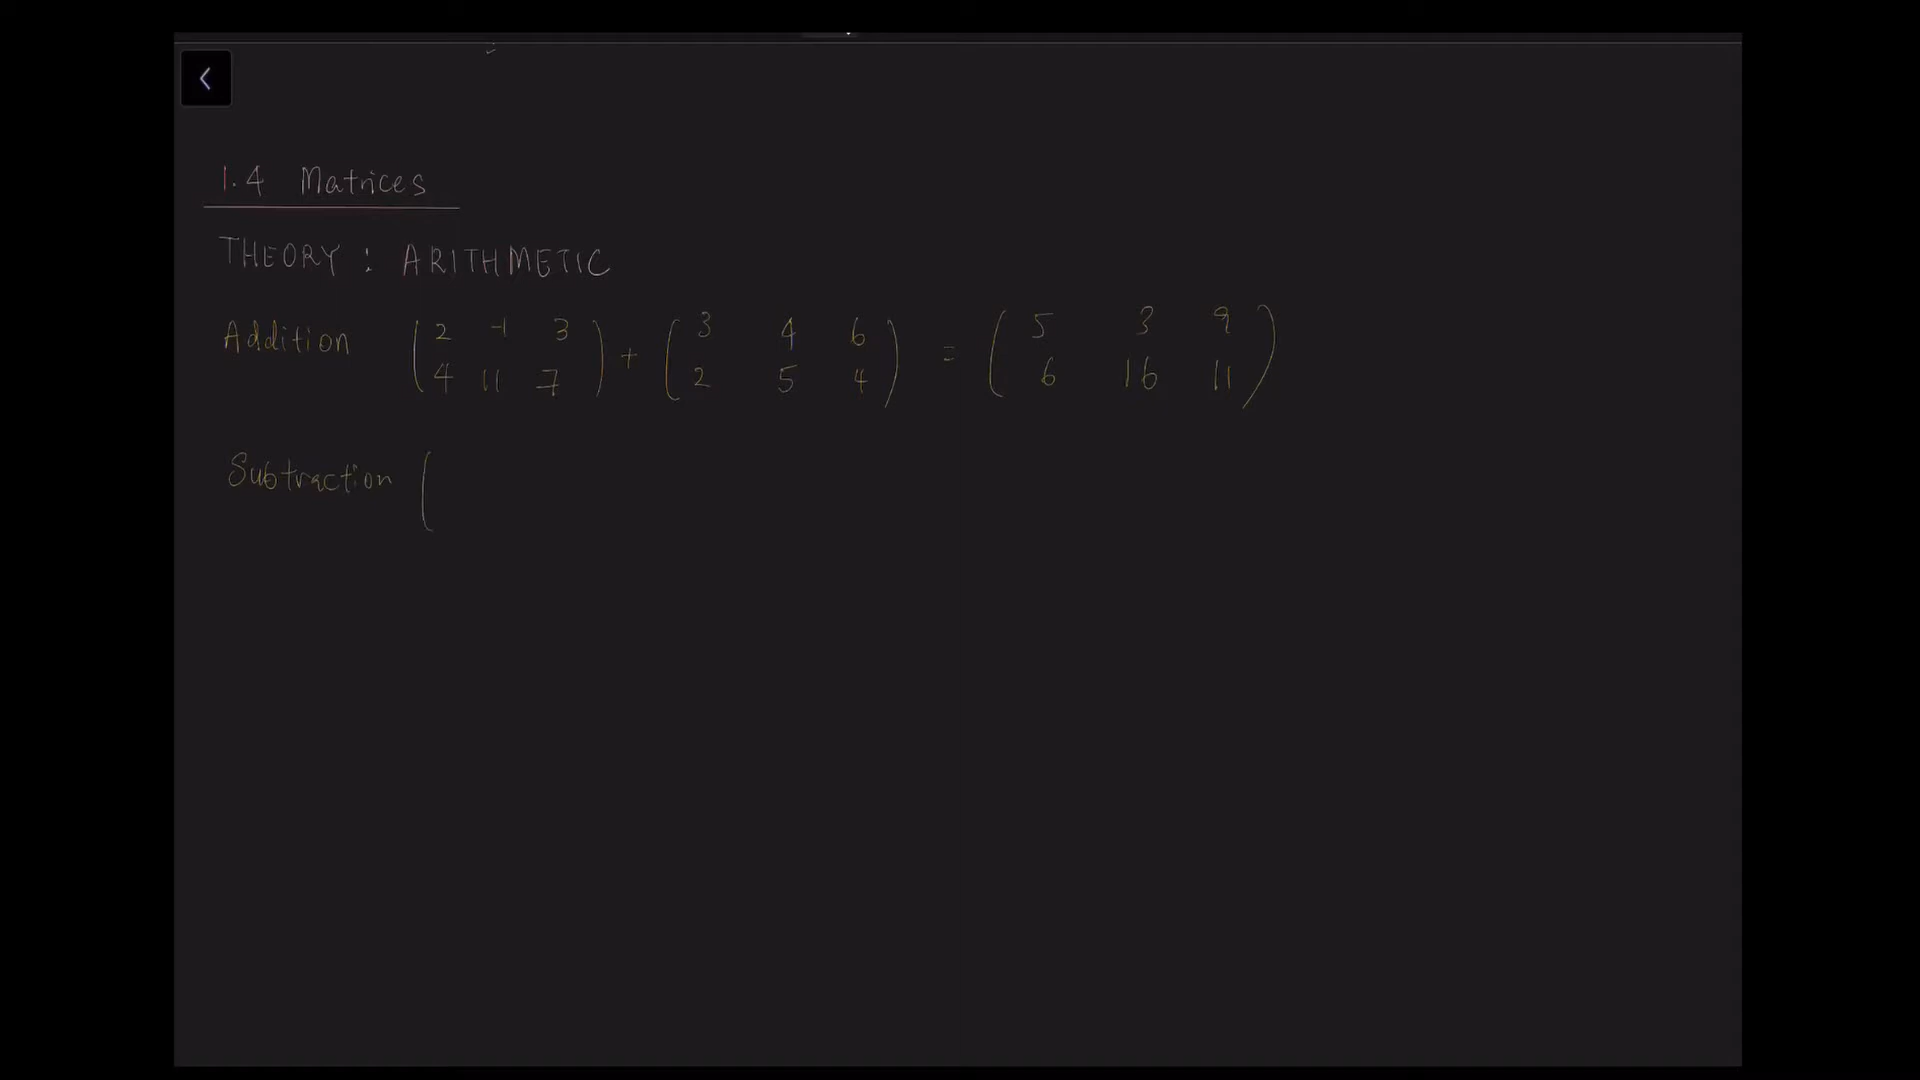 1.4 Matrices
THEORY : ARITHMETIC
Addition ( 2 -1 3 ) + ( 3 4 6 ) = ( 5 3 9 )
4 11 7 2 5 4 6 16 11
Subtraction (